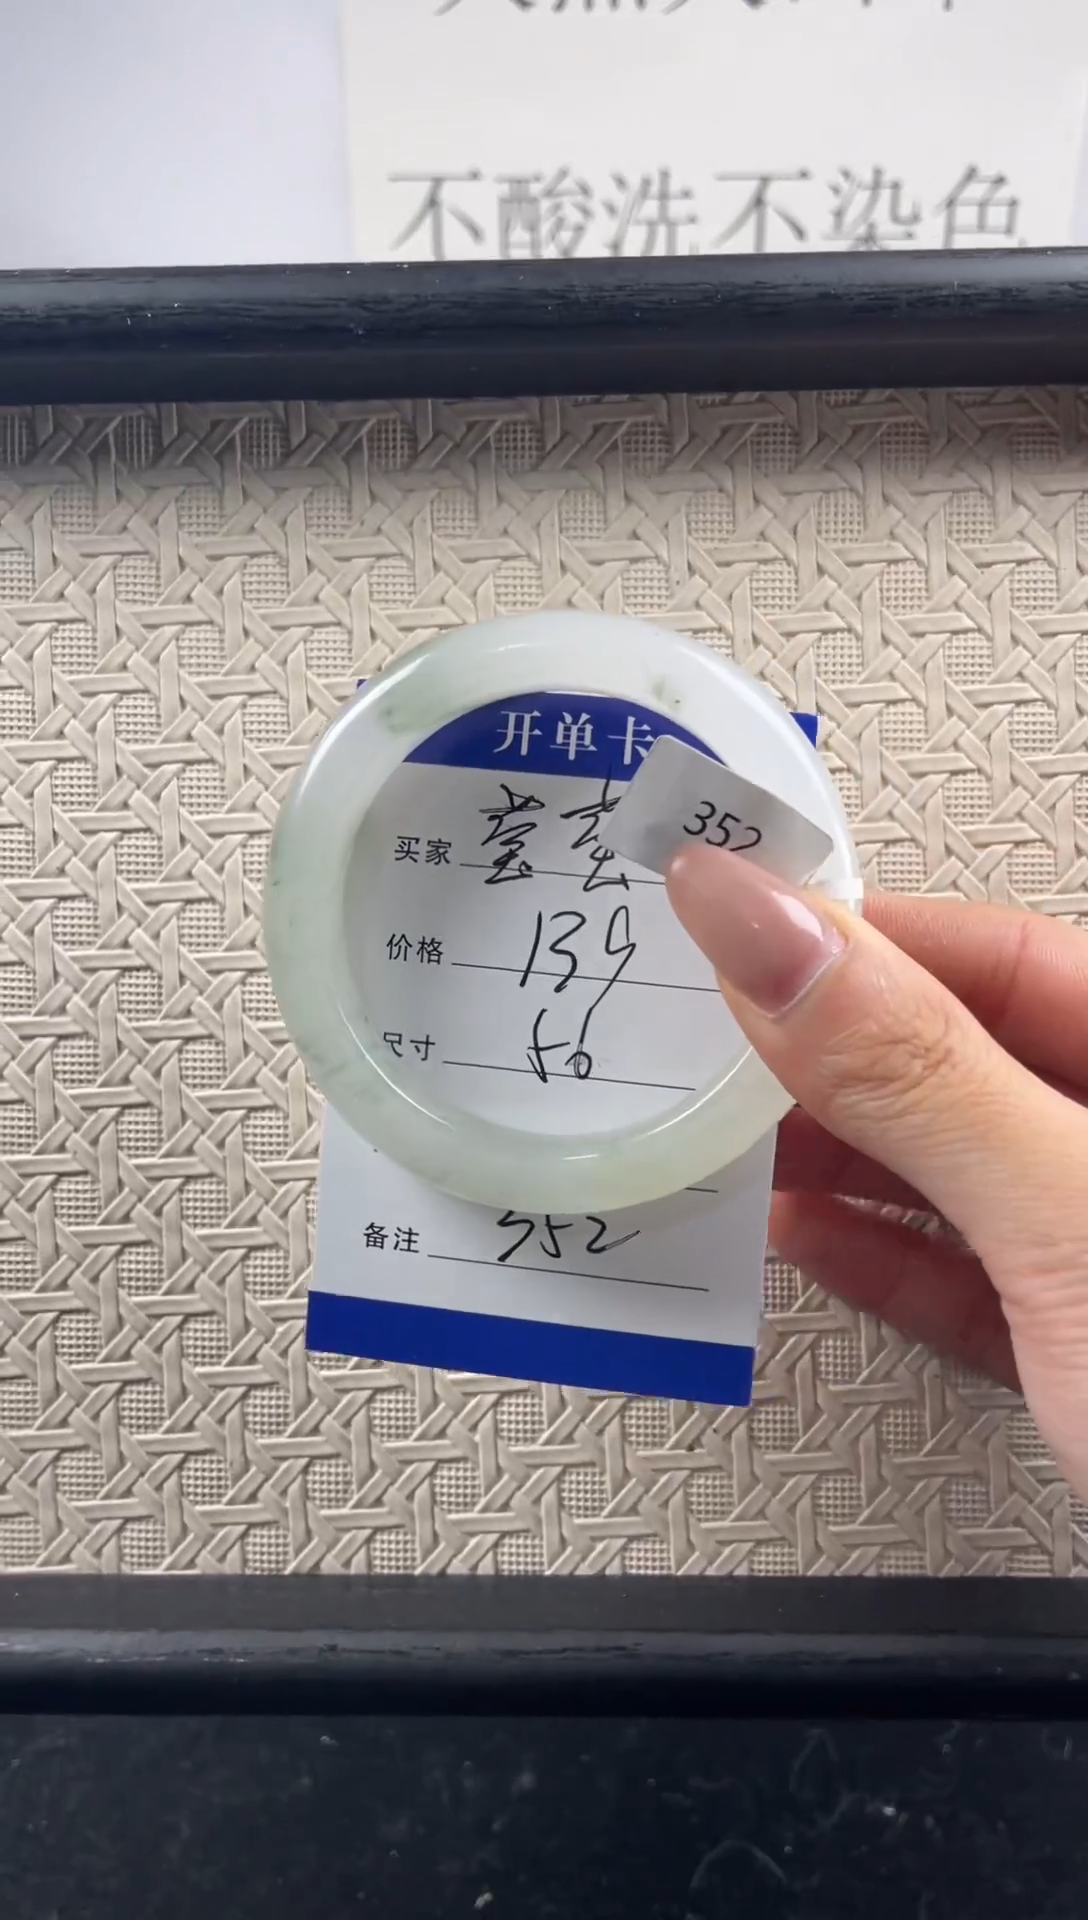 不酸洗不染色
开单卡
352
买家
价格 139
尺寸 56
备注 352